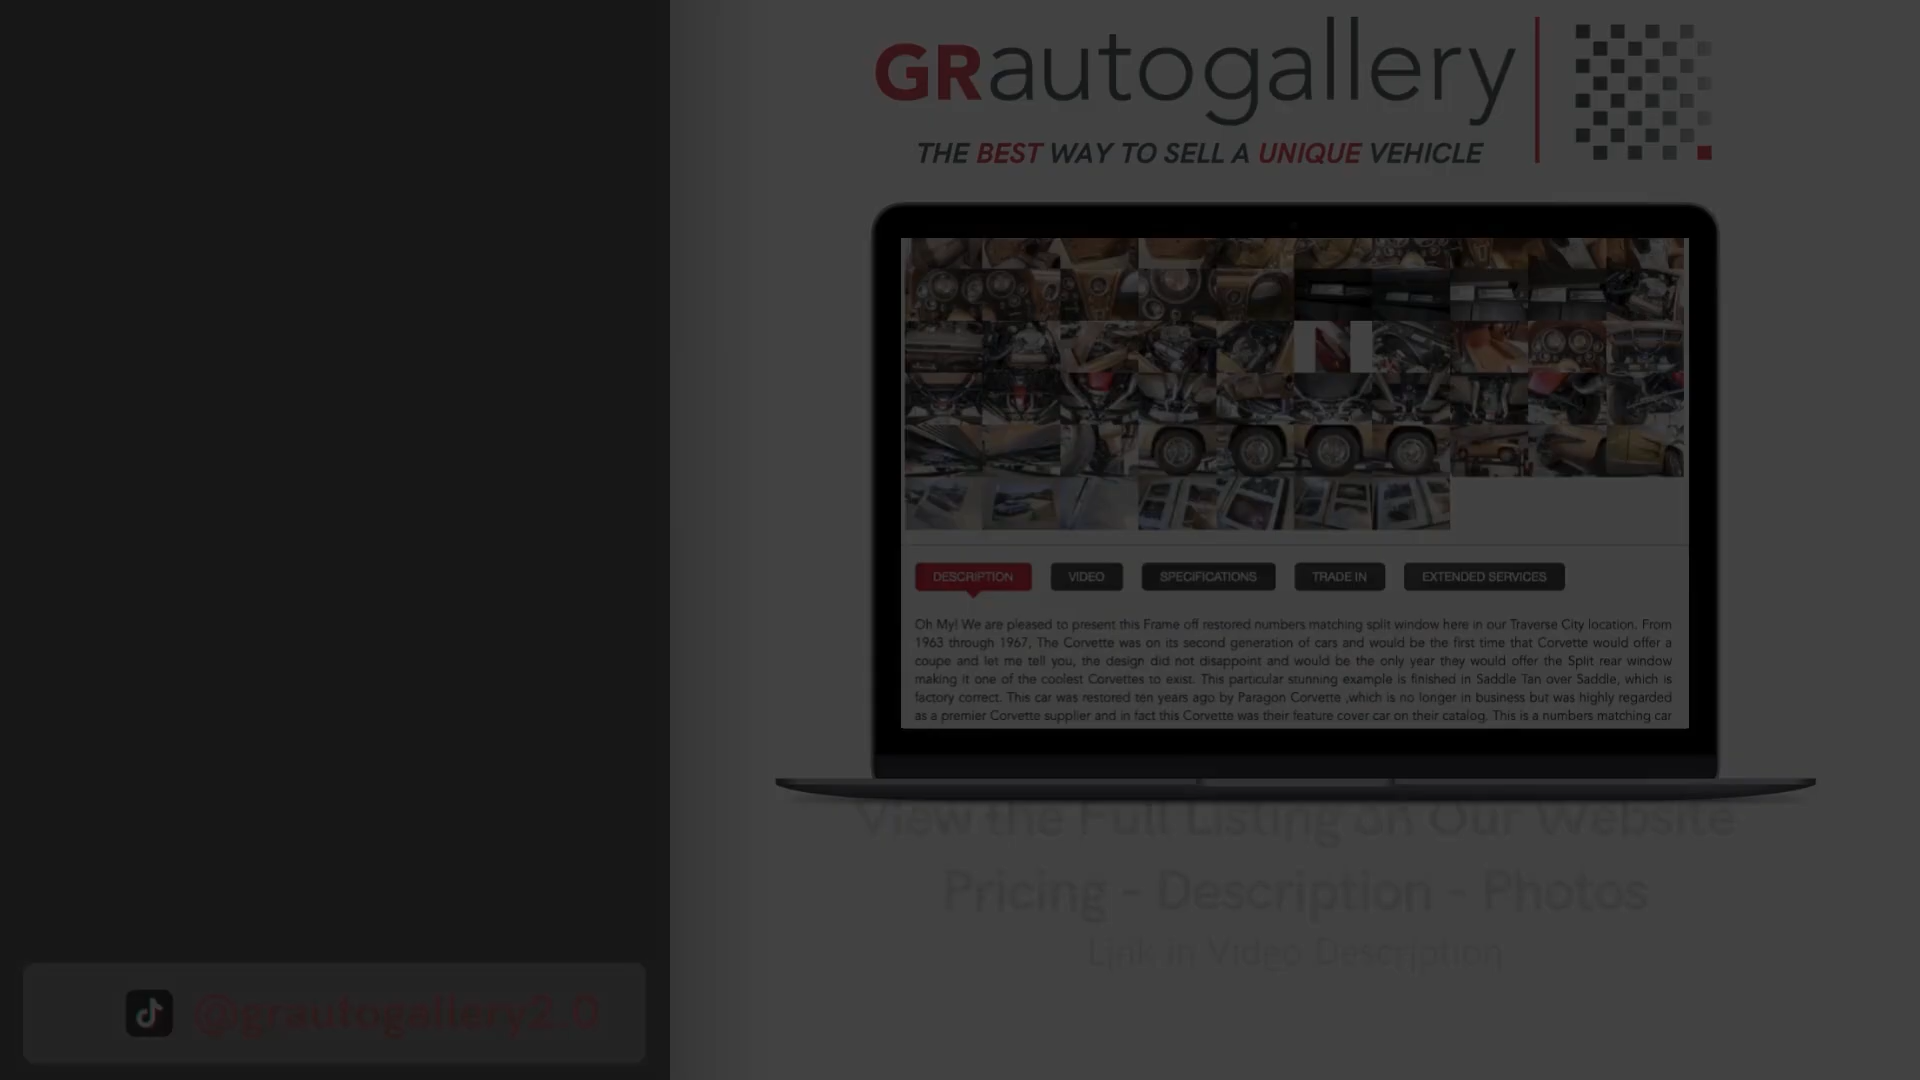 GRautogallery
THE BEST WAY TO SELL A UNIQUE VEHICLE
DESCRIPTION
VIDEO
SPECIFICATIONS
TRADE IN
EXTENDED SERVICES
Oh My! We are pleased to present this Frame off restored numbers matching split window here in our Traverse City location. From
1963 through 1967, The Corvette was on its second generation of cars and would be the first time that Corvette would offer a
coupe and let me tell you, the design did not disappoint and would be the only year they would offer the Split rear window
making it one of the coolest Corvettes to exist. This particular stunning example is finished in Saddle Tan over Saddle, which is
factory correct. This car was restored ten years ago by Paragon Corvette ,which is no longer in business but was highly regarded
as a premier Corvette supplier and in fact this Corvette was their feature cover car on their catalog. This is a numbers matching car
View the Full Listing on Our Website
Pricing - Description - Photos
Link in Video Description
@grautogallery2.0